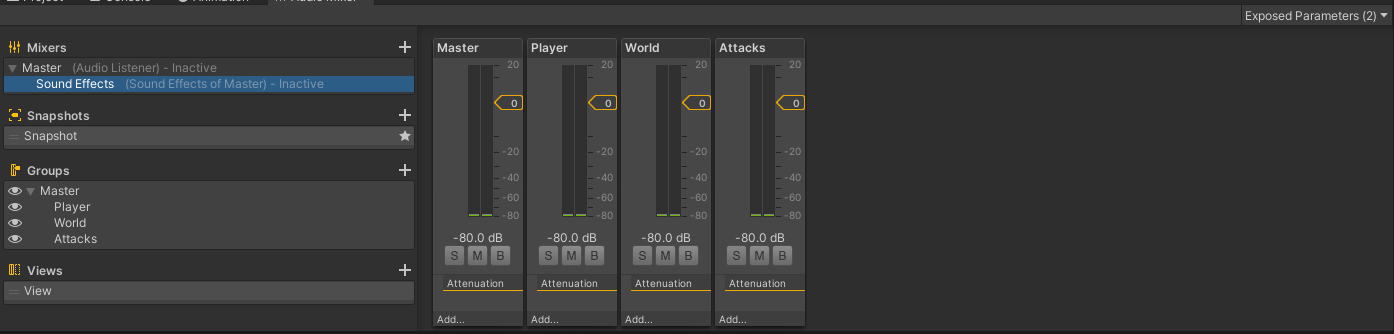 Project Console Animation Audio Mixer
Exposed Parameters (2)
Mixers
Master (Audio Listener) - Inactive
Sound Effects (Sound Effects of Master) - Inactive
Snapshots
Snapshot
Groups
Master
Player
World
Attacks
Views
View
Master Player World Attacks
20 20 20 20
0 0 0 0
-20 -20 -20 -20
-40 -40 -40 -40
-60 -60 -60 -60
-80 -80 -80 -80
-80.0 dB -80.0 dB -80.0 dB -80.0 dB
S M B S M B S M B S M B
Attenuation Attenuation Attenuation Attenuation
Add... Add... Add... Add...